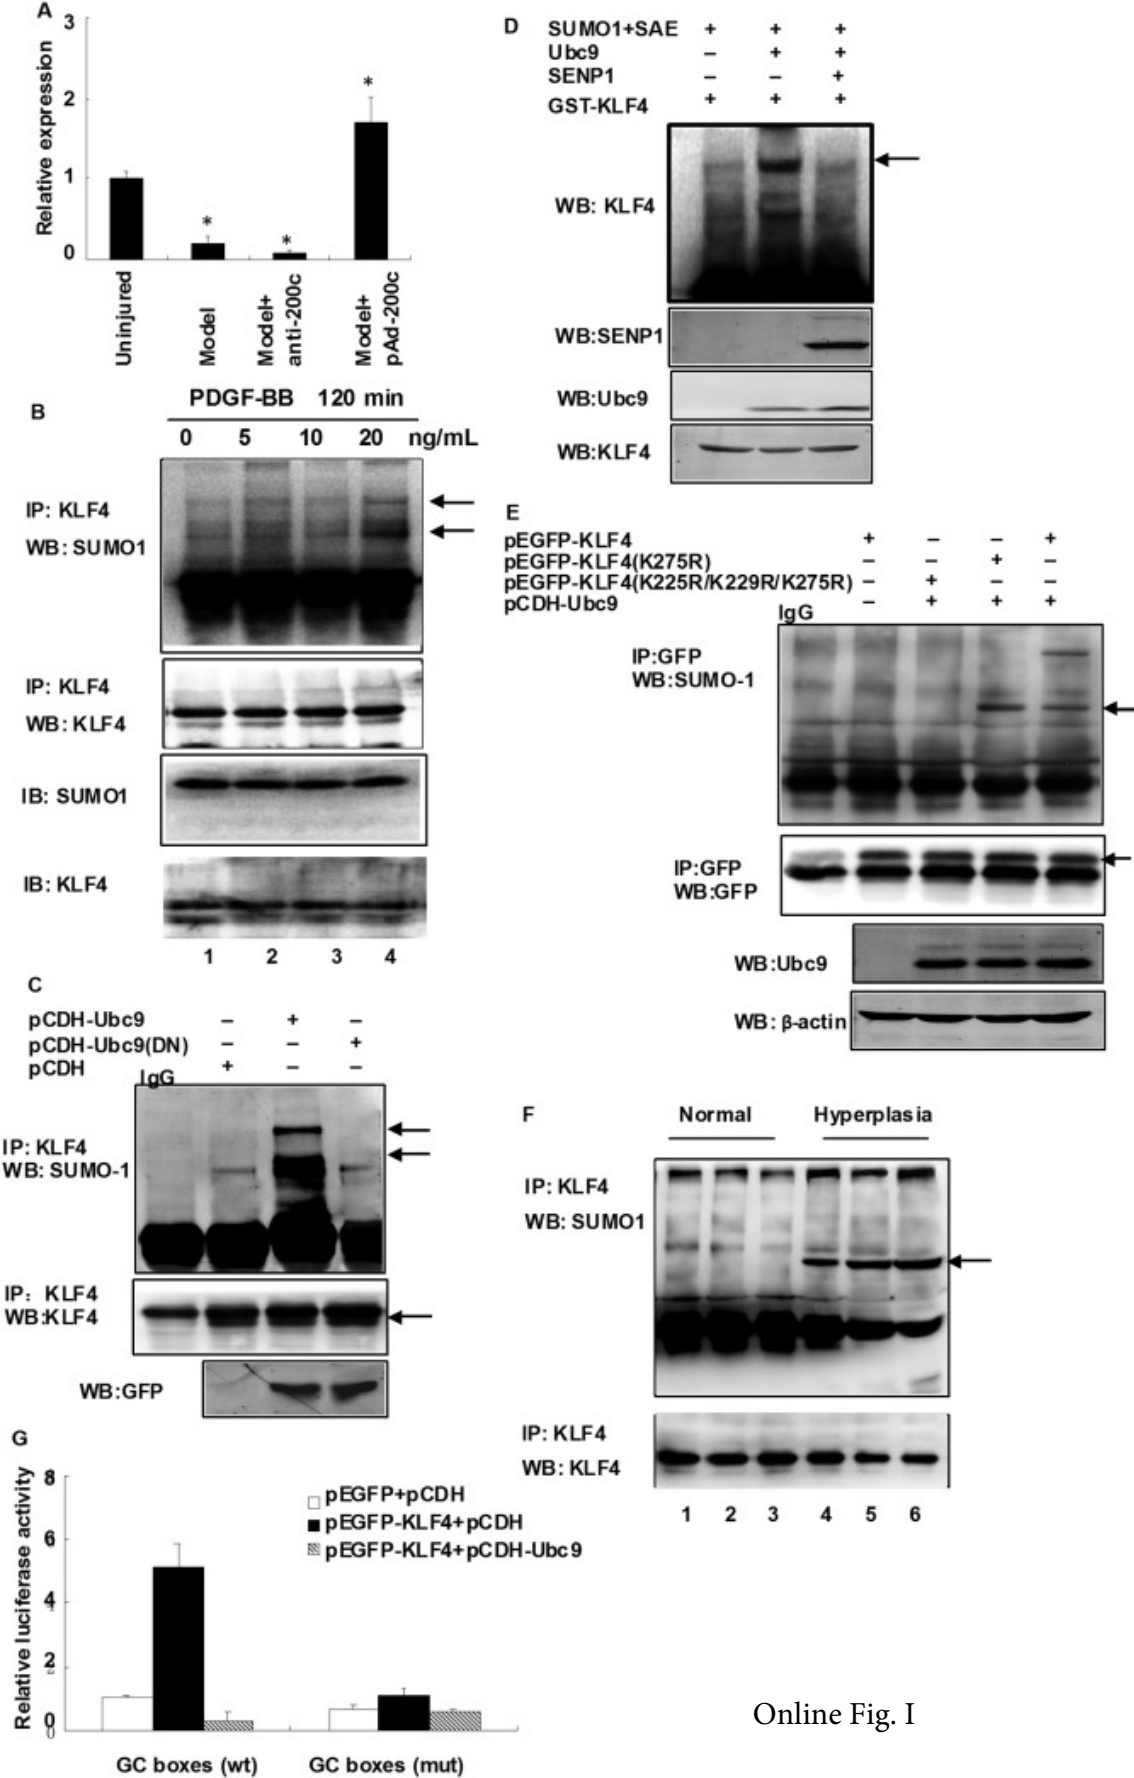 A
3
2
1
0
Relative expression
*
*
*
Uninjured
Model
Model+
anti-200c
Model+
pAd-200c
B
PDGF-BB 120 min
0 5 10 20 ng/mL
IP: KLF4
WB: SUMO1
IP: KLF4
WB: KLF4
IB: SUMO1
IB: KLF4
1 2 3 4
C
pCDH-Ubc9 – + –
pCDH-Ubc9(DN) – – +
pCDH + – –
IgG
IP: KLF4
WB: SUMO-1
IP: KLF4
WB:KLF4
WB:GFP
D
SUMO1+SAE + + +
Ubc9 – + +
SENP1 – – +
GST-KLF4 + + +
WB: KLF4
WB:SENP1
WB:Ubc9
WB:KLF4
E
pEGFP-KLF4 + – – +
pEGFP-KLF4(K275R) – – + –
pEGFP-KLF4(K225R/K229R/K275R) – + – –
pCDH-Ubc9 – + + +
IgG
IP:GFP
WB:SUMO-1
IP:GFP
WB:GFP
WB:Ubc9
WB: β-actin
F
Normal Hyperplasia
IP: KLF4
WB: SUMO1
IP: KLF4
WB: KLF4
1 2 3 4 5 6
G
8
6
4
2
0
Relative luciferase activity
pEGFP+pCDH
pEGFP-KLF4+pCDH
pEGFP-KLF4+pCDH-Ubc9
GC boxes (wt) GC boxes (mut)
Online Fig. I